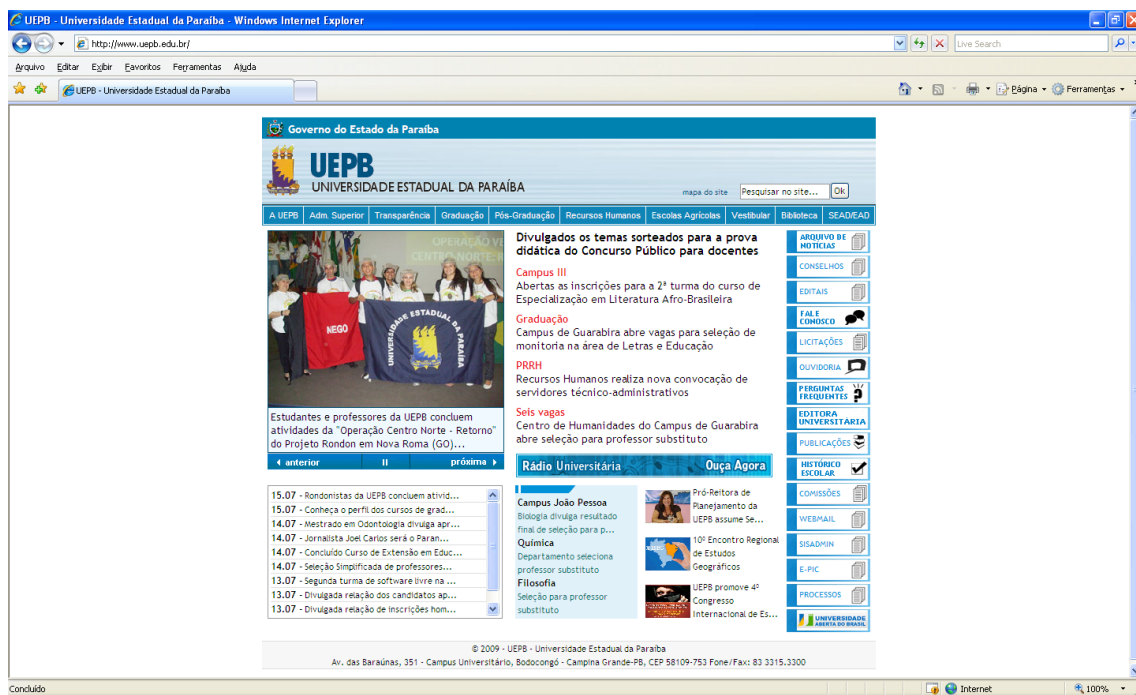 UEPB - Universidade Estadual da Paraíba - Windows Internet Explorer
http://www.uepb.edu.br/
Live Search
Arquivo Editar Exibir Favoritos Ferramentas Ajuda
UEPB - Universidade Estadual da Paraíba
Página Ferramentas
Governo do Estado da Paraíba
UEPB
UNIVERSIDADE ESTADUAL DA PARAÍBA
mapa do site
Pesquisar no site...
Ok
A UEPB Adm. Superior Transparência Graduação Pós-Graduação Recursos Humanos Escolas Agrícolas Vestibular Biblioteca SEAD/EAD
OPERAÇÃO
CENTRO-NORTE
NEGO
UNIVERSIDADE ESTADUAL DA PARAÍBA
Estudantes e professores da UEPB concluem
atividades da "Operação Centro Norte - Retorno"
do Projeto Rondon em Nova Roma (GO)...
anterior
próxima
Divulgados os temas sorteados para a prova
didática do Concurso Público para docentes
Campus III
Abertas as inscrições para a 2ª turma do curso de
Especialização em Literatura Afro-Brasileira
Graduação
Campus de Guarabira abre vagas para seleção de
monitoria na área de Letras e Educação
PRRH
Recursos Humanos realiza nova convocação de
servidores técnico-administrativos
Seis vagas
Centro de Humanidades do Campus de Guarabira
abre seleção para professor substituto
Rádio Universitária Ouça Agora
15.07 - Rondonistas da UEPB concluem ativid...
15.07 - Conheça o perfil dos cursos de grad...
14.07 - Mestrado em Odontologia divulga apr...
14.07 - Jornalista Joel Carlos será o Paran...
14.07 - Concluído Curso de Extensão em Educ...
14.07 - Seleção Simplificada de professores...
13.07 - Segunda turma de software livre na ...
13.07 - Divulgada relação dos candidatos ap...
13.07 - Divulgada relação de inscrições hom...
Campus João Pessoa
Biologia divulga resultado
final de seleção para p...
Química
Departamento seleciona
professor substituto
Filosofia
Seleção para professor
substituto
Pró-Reitora de
Planejamento da
UEPB assume Se...
10º Encontro Regional
de Estudos
Geográficos
UEPB promove 4º
Congresso
Internacional de Es...
ARQUIVO DE
NOTÍCIAS
CONSELHOS
EDITAIS
FALE
CONOSCO
LICITAÇÕES
OUVIDORIA
PERGUNTAS
FREQUENTES
EDITORA
UNIVERSITÁRIA
PUBLICAÇÕES
HISTÓRICO
ESCOLAR
COMISSÕES
WEBMAIL
SISADMIN
E-PIC
PROCESSOS
UNIVERSIDADE
ABERTA DO BRASIL
© 2009 - UEPB - Universidade Estadual da Paraíba
Av. das Baraúnas, 351 - Campus Universitário, Bodocongó - Campina Grande-PB, CEP 58109-753 Fone/Fax: 83 3315.3300
Concluído
Internet
100%